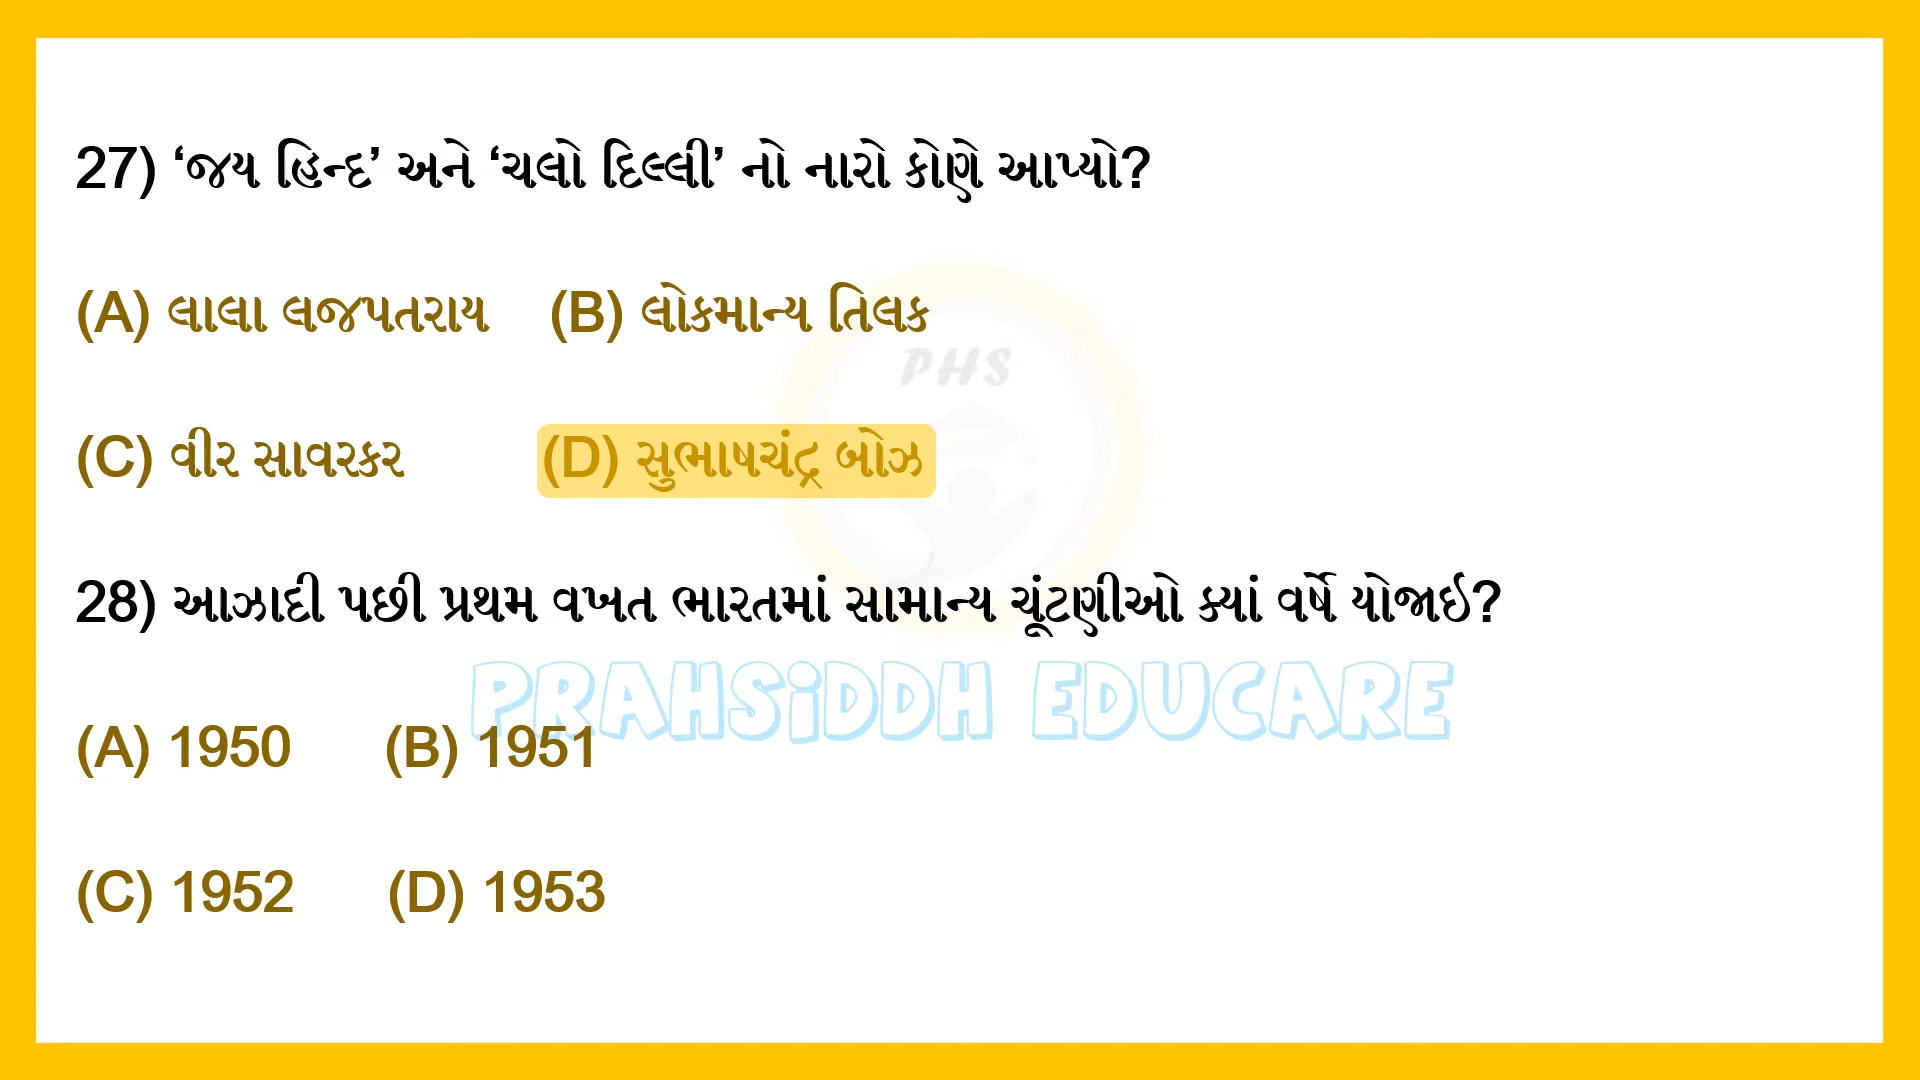 27) ‘જય હિન્દ’ અને ‘ચલો દિલ્લી’ નો નારો કોણે આપ્યો?
(A) લાલા લજપતરાય (B) લોકમાન્ય તિલક
PHS
(C) વીર સાવરકર (D) સુભાષચંદ્ર બોઝ
28) આઝાદી પછી પ્રથમ વખત ભારતમાં સામાન્ય ચૂંટણીઓ ક્યાં વર્ષે યોજાઇ?
PRAHSiDDH EDUCARE
(A) 1950 (B) 1951
(C) 1952 (D) 1953